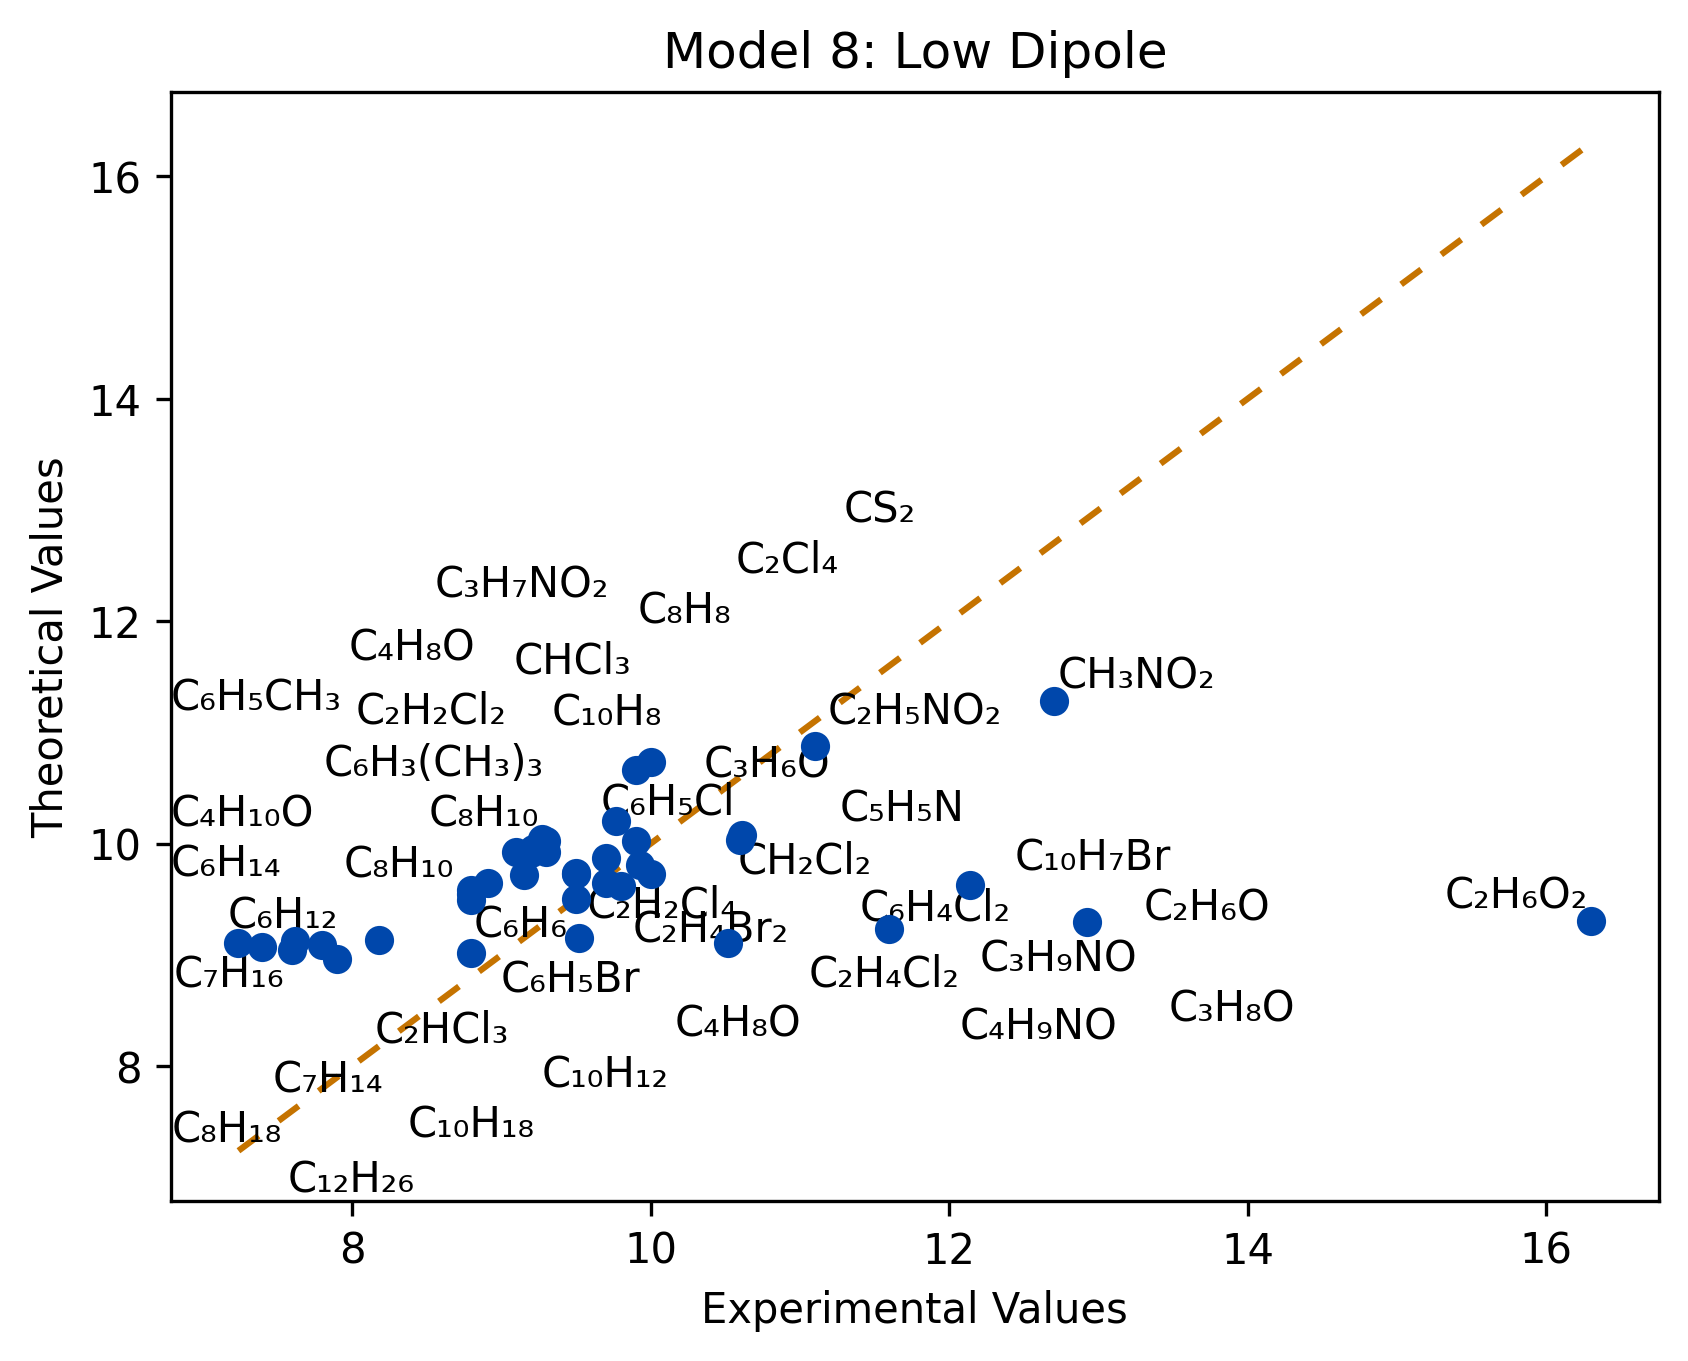 Model 8: Low Dipole
Theoretical Values
16
14
12
10
8
CS₂
C₂Cl₄
C₃H₇NO₂
C₈H₈
C₄H₈O
CHCl₃
CH₃NO₂
C₆H₅CH₃
C₂H₂Cl₂
C₁₀H₈
C₂H₅NO₂
C₆H₃(CH₃)₃
C₃H₆O
C₆H₅Cl
C₄H₁₀O
C₈H₁₀
C₅H₅N
C₆H₁₄
C₈H₁₀
CH₂Cl₂
C₁₀H₇Br
C₂H₆O₂
C₂H₂Cl₄
C₆H₄Cl₂
C₂H₆O
C₆H₁₂
C₆H₆
C₂H₄Br₂
C₃H₉NO
C₇H₁₆
C₆H₅Br
C₂H₄Cl₂
C₃H₈O
C₂HCl₃
C₄H₈O
C₄H₉NO
C₇H₁₄
C₁₀H₁₂
C₈H₁₈
C₁₀H₁₈
C₁₂H₂₆
8
10
12
14
16
Experimental Values